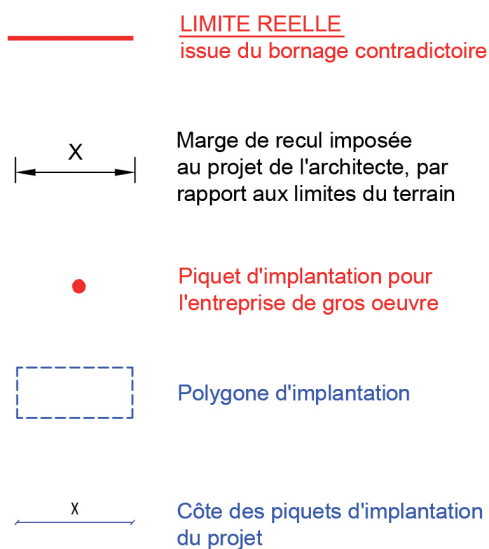 LIMITE REELLE
issue du bornage contradictoire
X
Marge de recul imposée
au projet de l'architecte, par
rapport aux limites du terrain
Piquet d'implantation pour
l'entreprise de gros oeuvre
Polygone d'implantation
X
Côte des piquets d'implantation
du projet